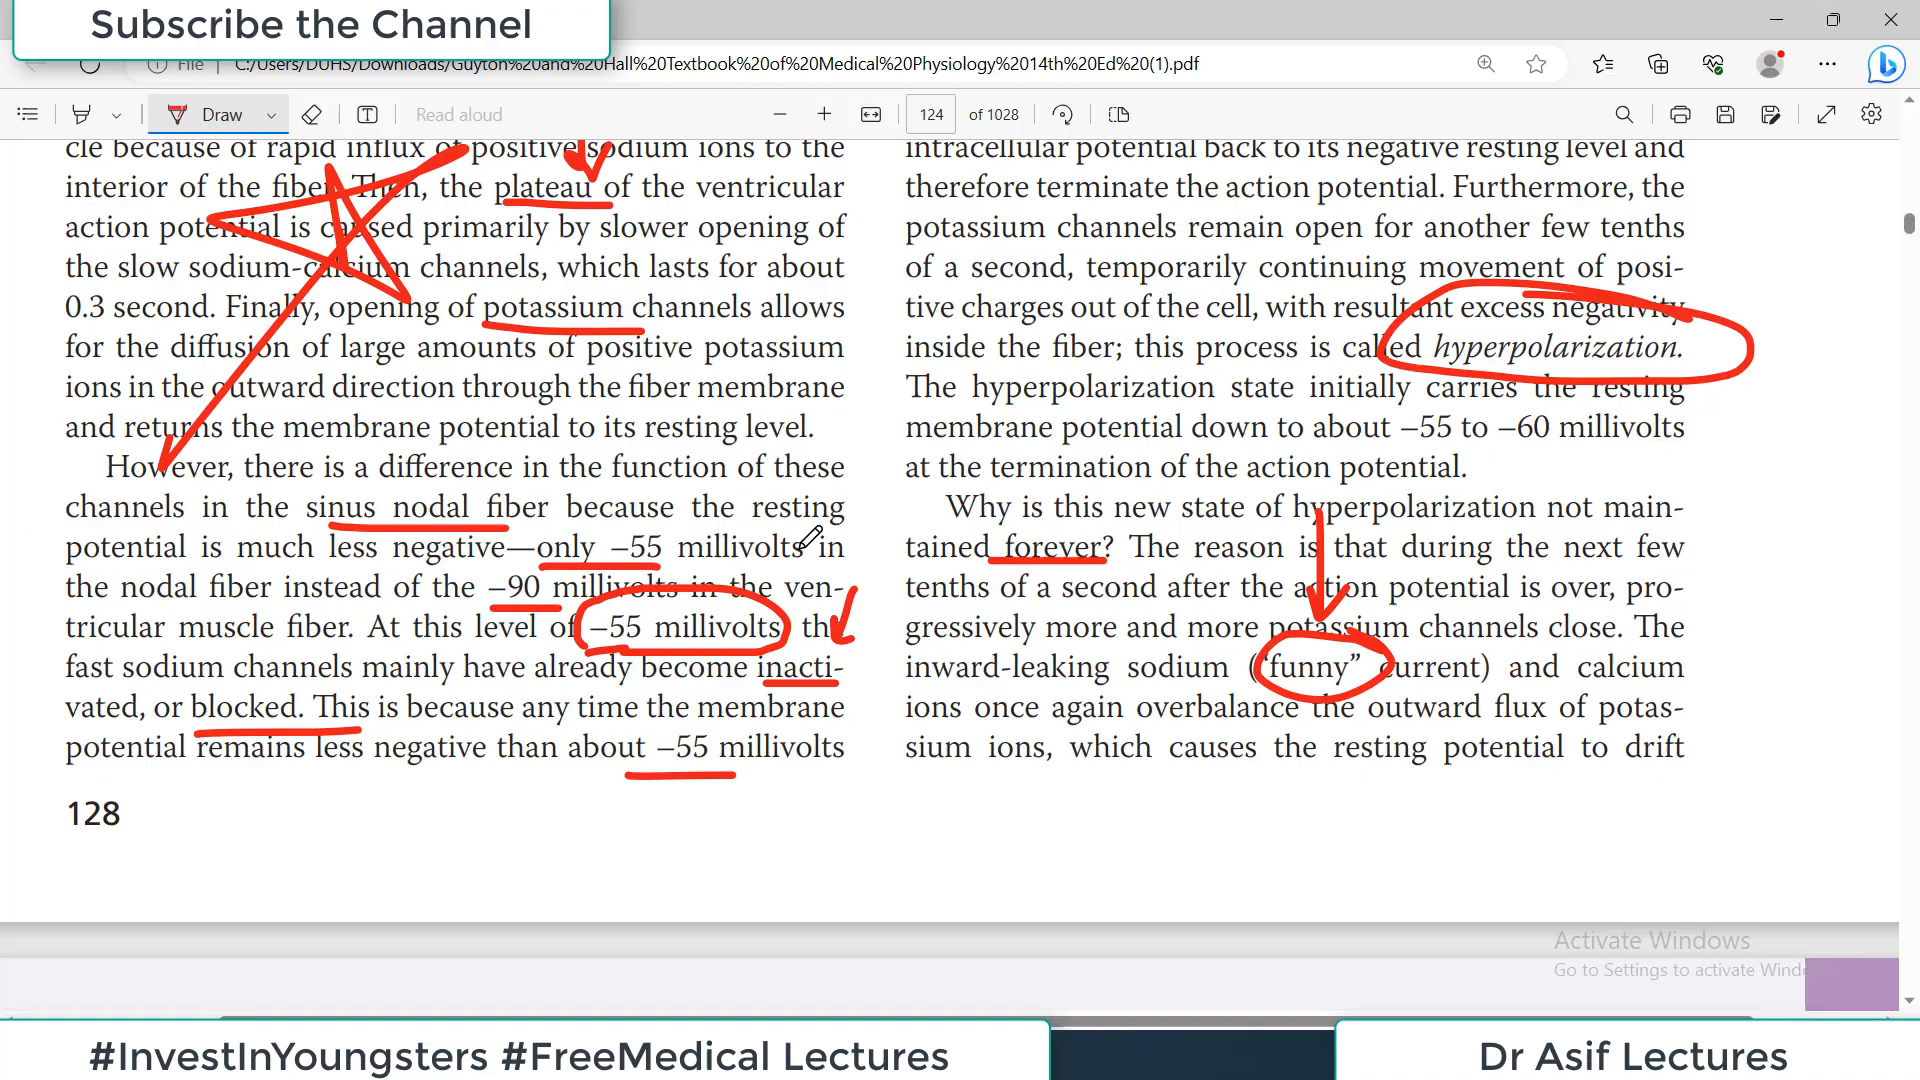 Subscribe the Channel
File
C:/Users/DUHS/Downloads/Guyton%20and%20Hall%20Textbook%20of%20Medical%20Physiology%2014th%20Ed%20(1).pdf
Draw
Read aloud
124
of 1028
cle because of rapid influx of positive sodium ions to the
interior of the fiber. Then, the plateau of the ventricular
action potential is caused primarily by slower opening of
the slow sodium-calcium channels, which lasts for about
0.3 second. Finally, opening of potassium channels allows
for the diffusion of large amounts of positive potassium
ions in the outward direction through the fiber membrane
and returns the membrane potential to its resting level.
However, there is a difference in the function of these
channels in the sinus nodal fiber because the resting
potential is much less negative—only –55 millivolts in
the nodal fiber instead of the –90 millivolts in the ven-
tricular muscle fiber. At this level of –55 millivolts, the
fast sodium channels mainly have already become inacti-
vated, or blocked. This is because any time the membrane
potential remains less negative than about –55 millivolts
128
intracellular potential back to its negative resting level and
therefore terminate the action potential. Furthermore, the
potassium channels remain open for another few tenths
of a second, temporarily continuing movement of posi-
tive charges out of the cell, with resultant excess negativity
inside the fiber; this process is called hyperpolarization.
The hyperpolarization state initially carries the resting
membrane potential down to about –55 to –60 millivolts
at the termination of the action potential.
Why is this new state of hyperpolarization not main-
tained forever? The reason is that during the next few
tenths of a second after the action potential is over, pro-
gressively more and more potassium channels close. The
inward-leaking sodium (“funny” current) and calcium
ions once again overbalance the outward flux of potas-
sium ions, which causes the resting potential to drift
Activate Windows
Go to Settings to activate Windo
#InvestInYoungsters #FreeMedical Lectures
Dr Asif Lectures